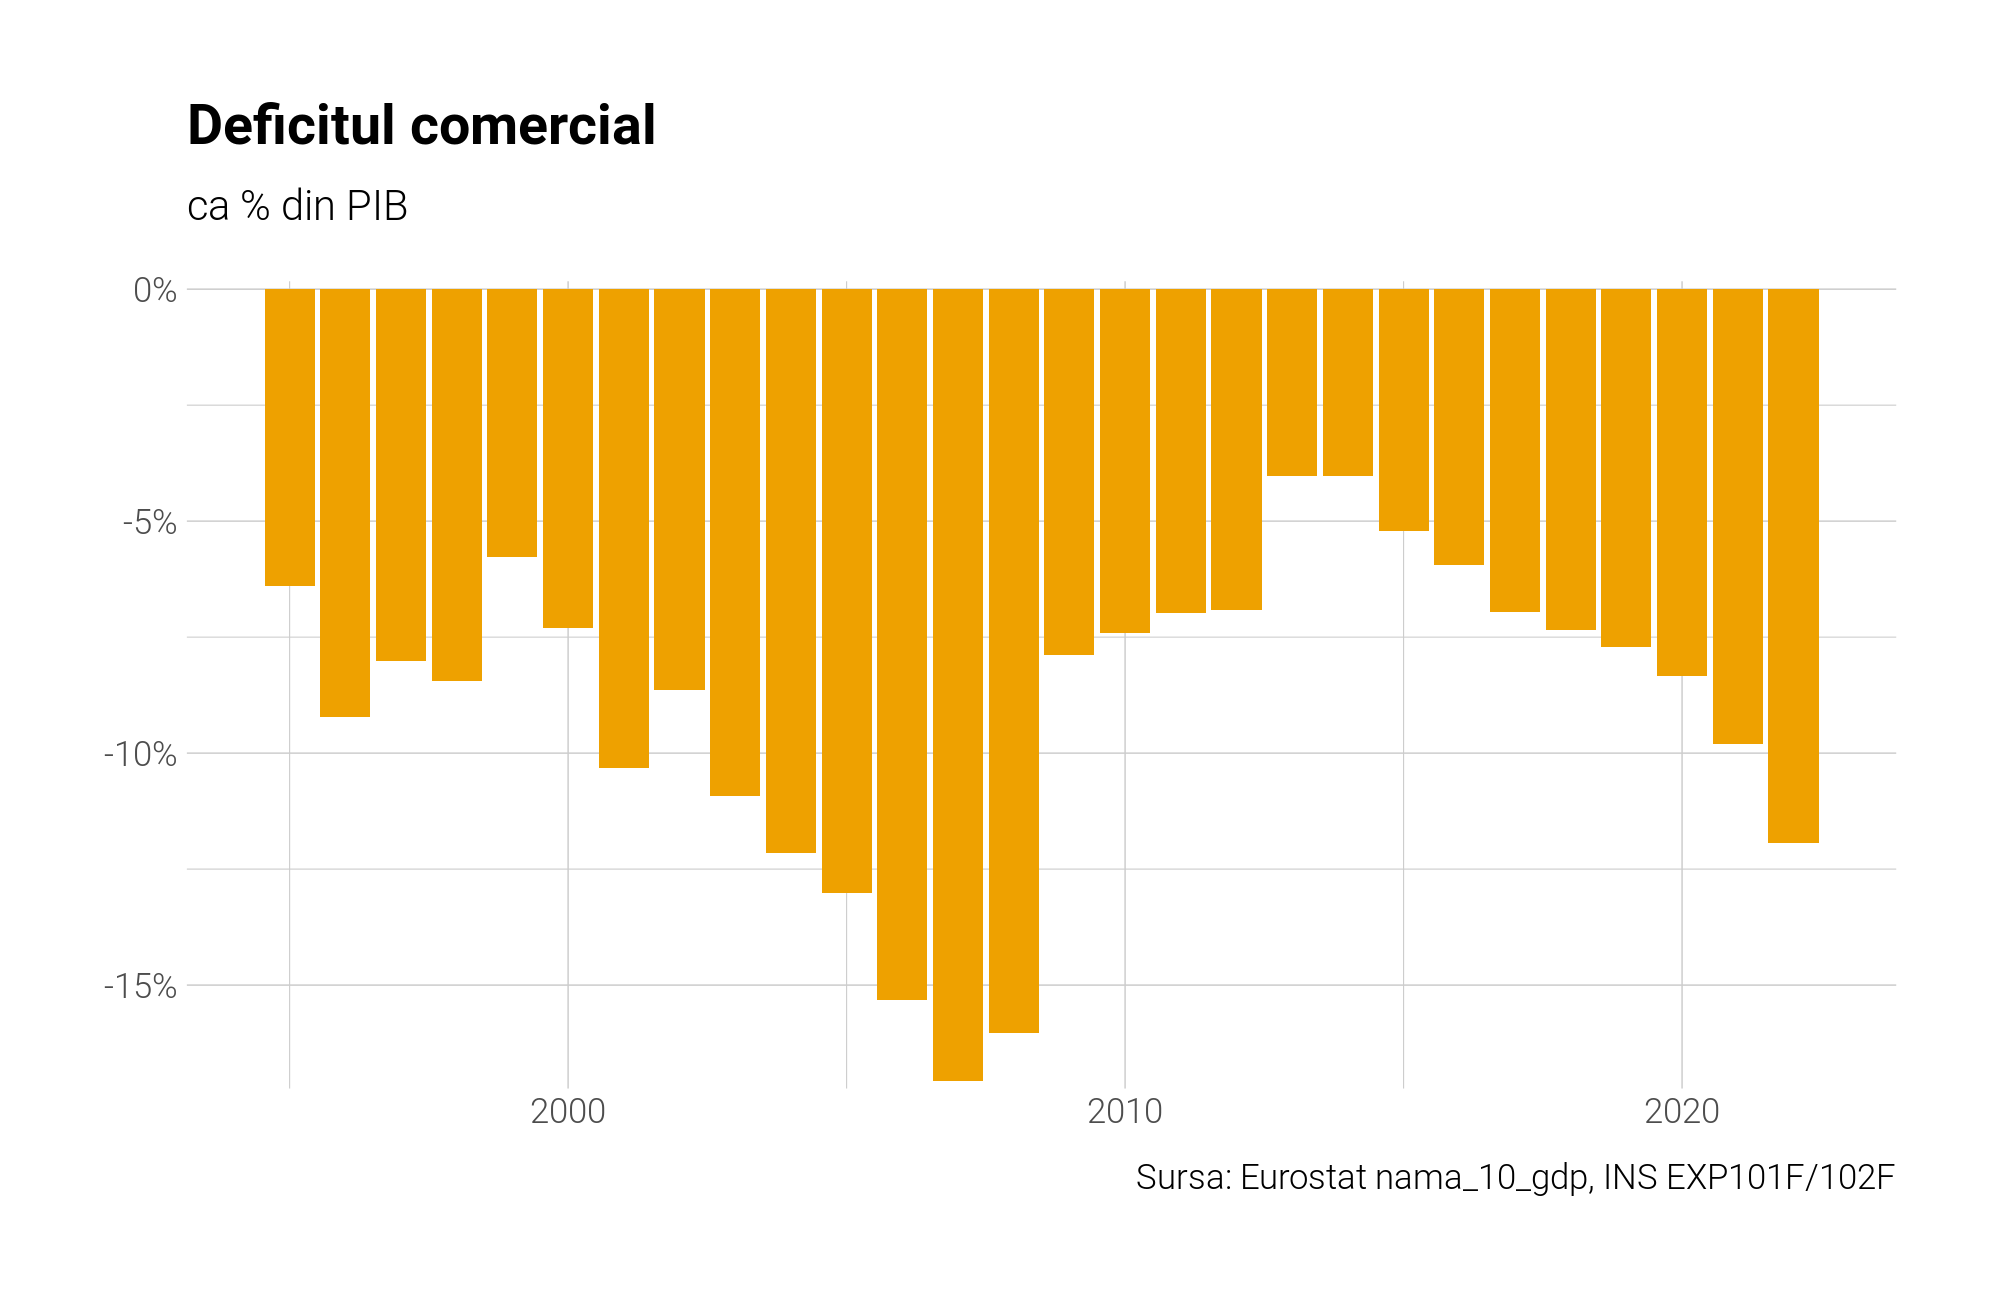 Deficitul comercial
ca % din PIB
0%
-5%
-10%
-15%
2000 2010 2020
Sursa: Eurostat nama_10_gdp, INS EXP101F/102F